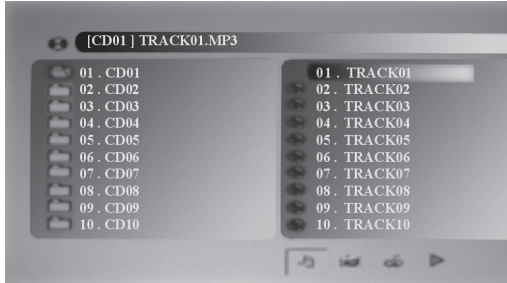 [CD01 ] TRACK01.MP3
01 . CD01
02 . CD02
03 . CD03
04 . CD04
05 . CD05
06 . CD06
07 . CD07
08 . CD08
09 . CD09
10 . CD10
01 . TRACK01
02 . TRACK02
03 . TRACK03
04 . TRACK04
05 . TRACK05
06 . TRACK06
07 . TRACK07
08 . TRACK08
09 . TRACK09
10 . TRACK10